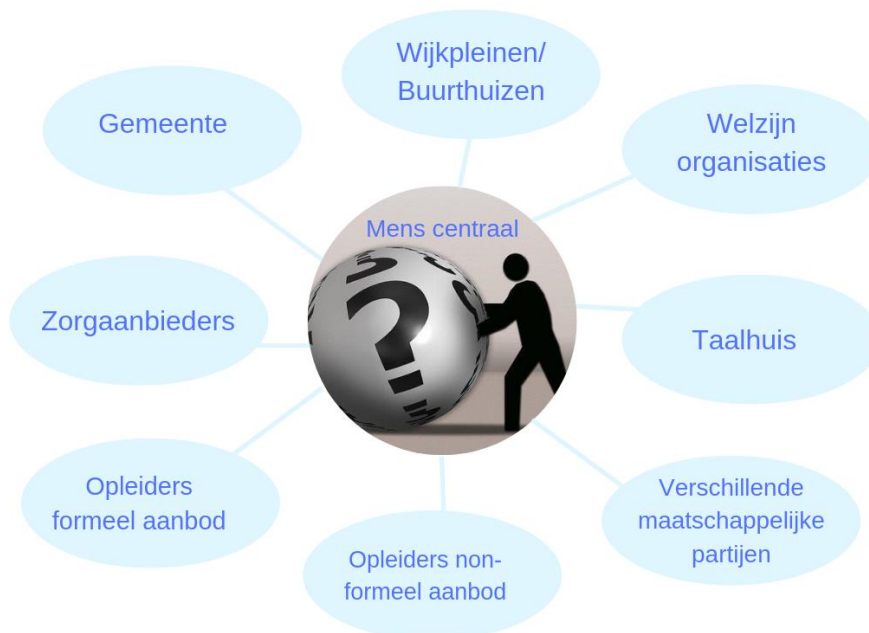 Wijkpleinen/
Buurthuizen
Gemeente
Welzijn
organisaties
Mens centraal
?
Zorgaanbieders
Taalhuis
Opleiders
formeel aanbod
Verschillende
maatschappelijke
partijen
Opleiders non-
formeel aanbod